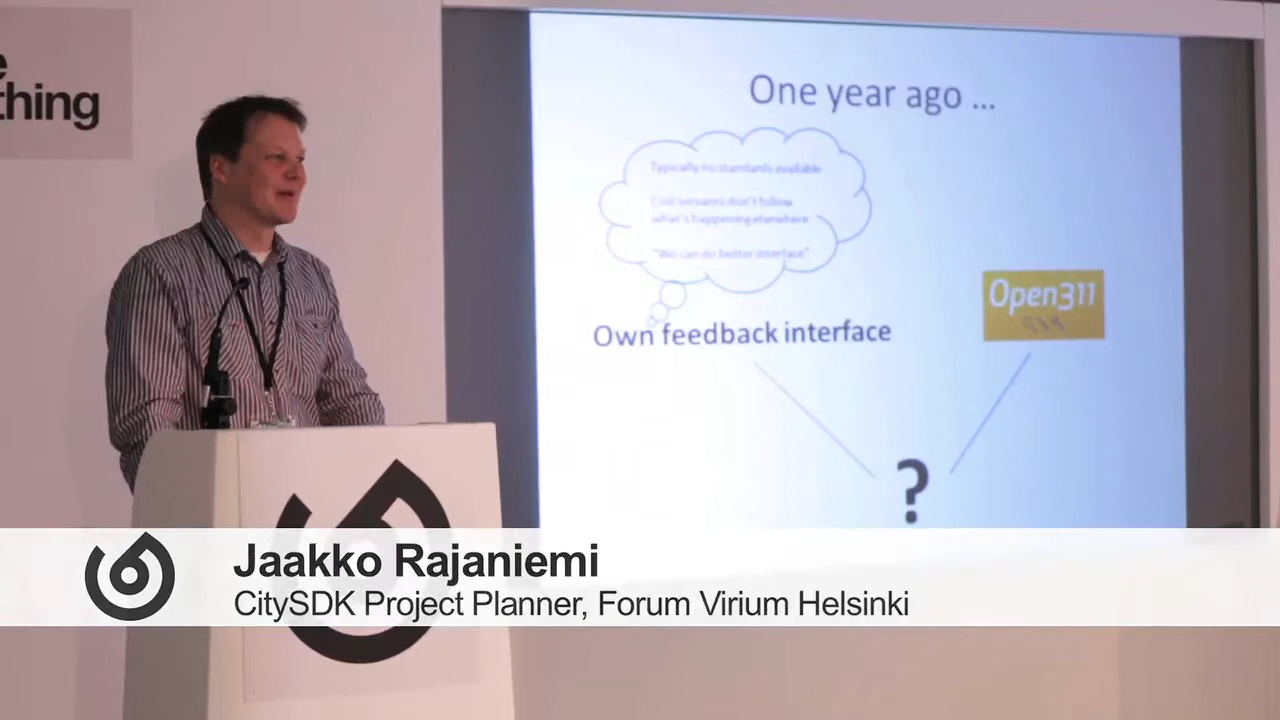 thing
One year ago ...
Typically no standards available
Civil servants don't follow
what's happening elsewhere
"We can do better interface"
Open311
Own feedback interface
?
Jaakko Rajaniemi
CitySDK Project Planner, Forum Virium Helsinki